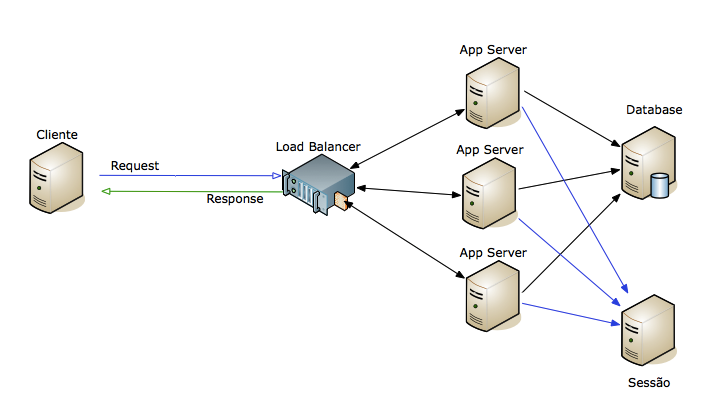 Cliente
Request
Response
Load Balancer
App Server
App Server
App Server
Database
Sessão